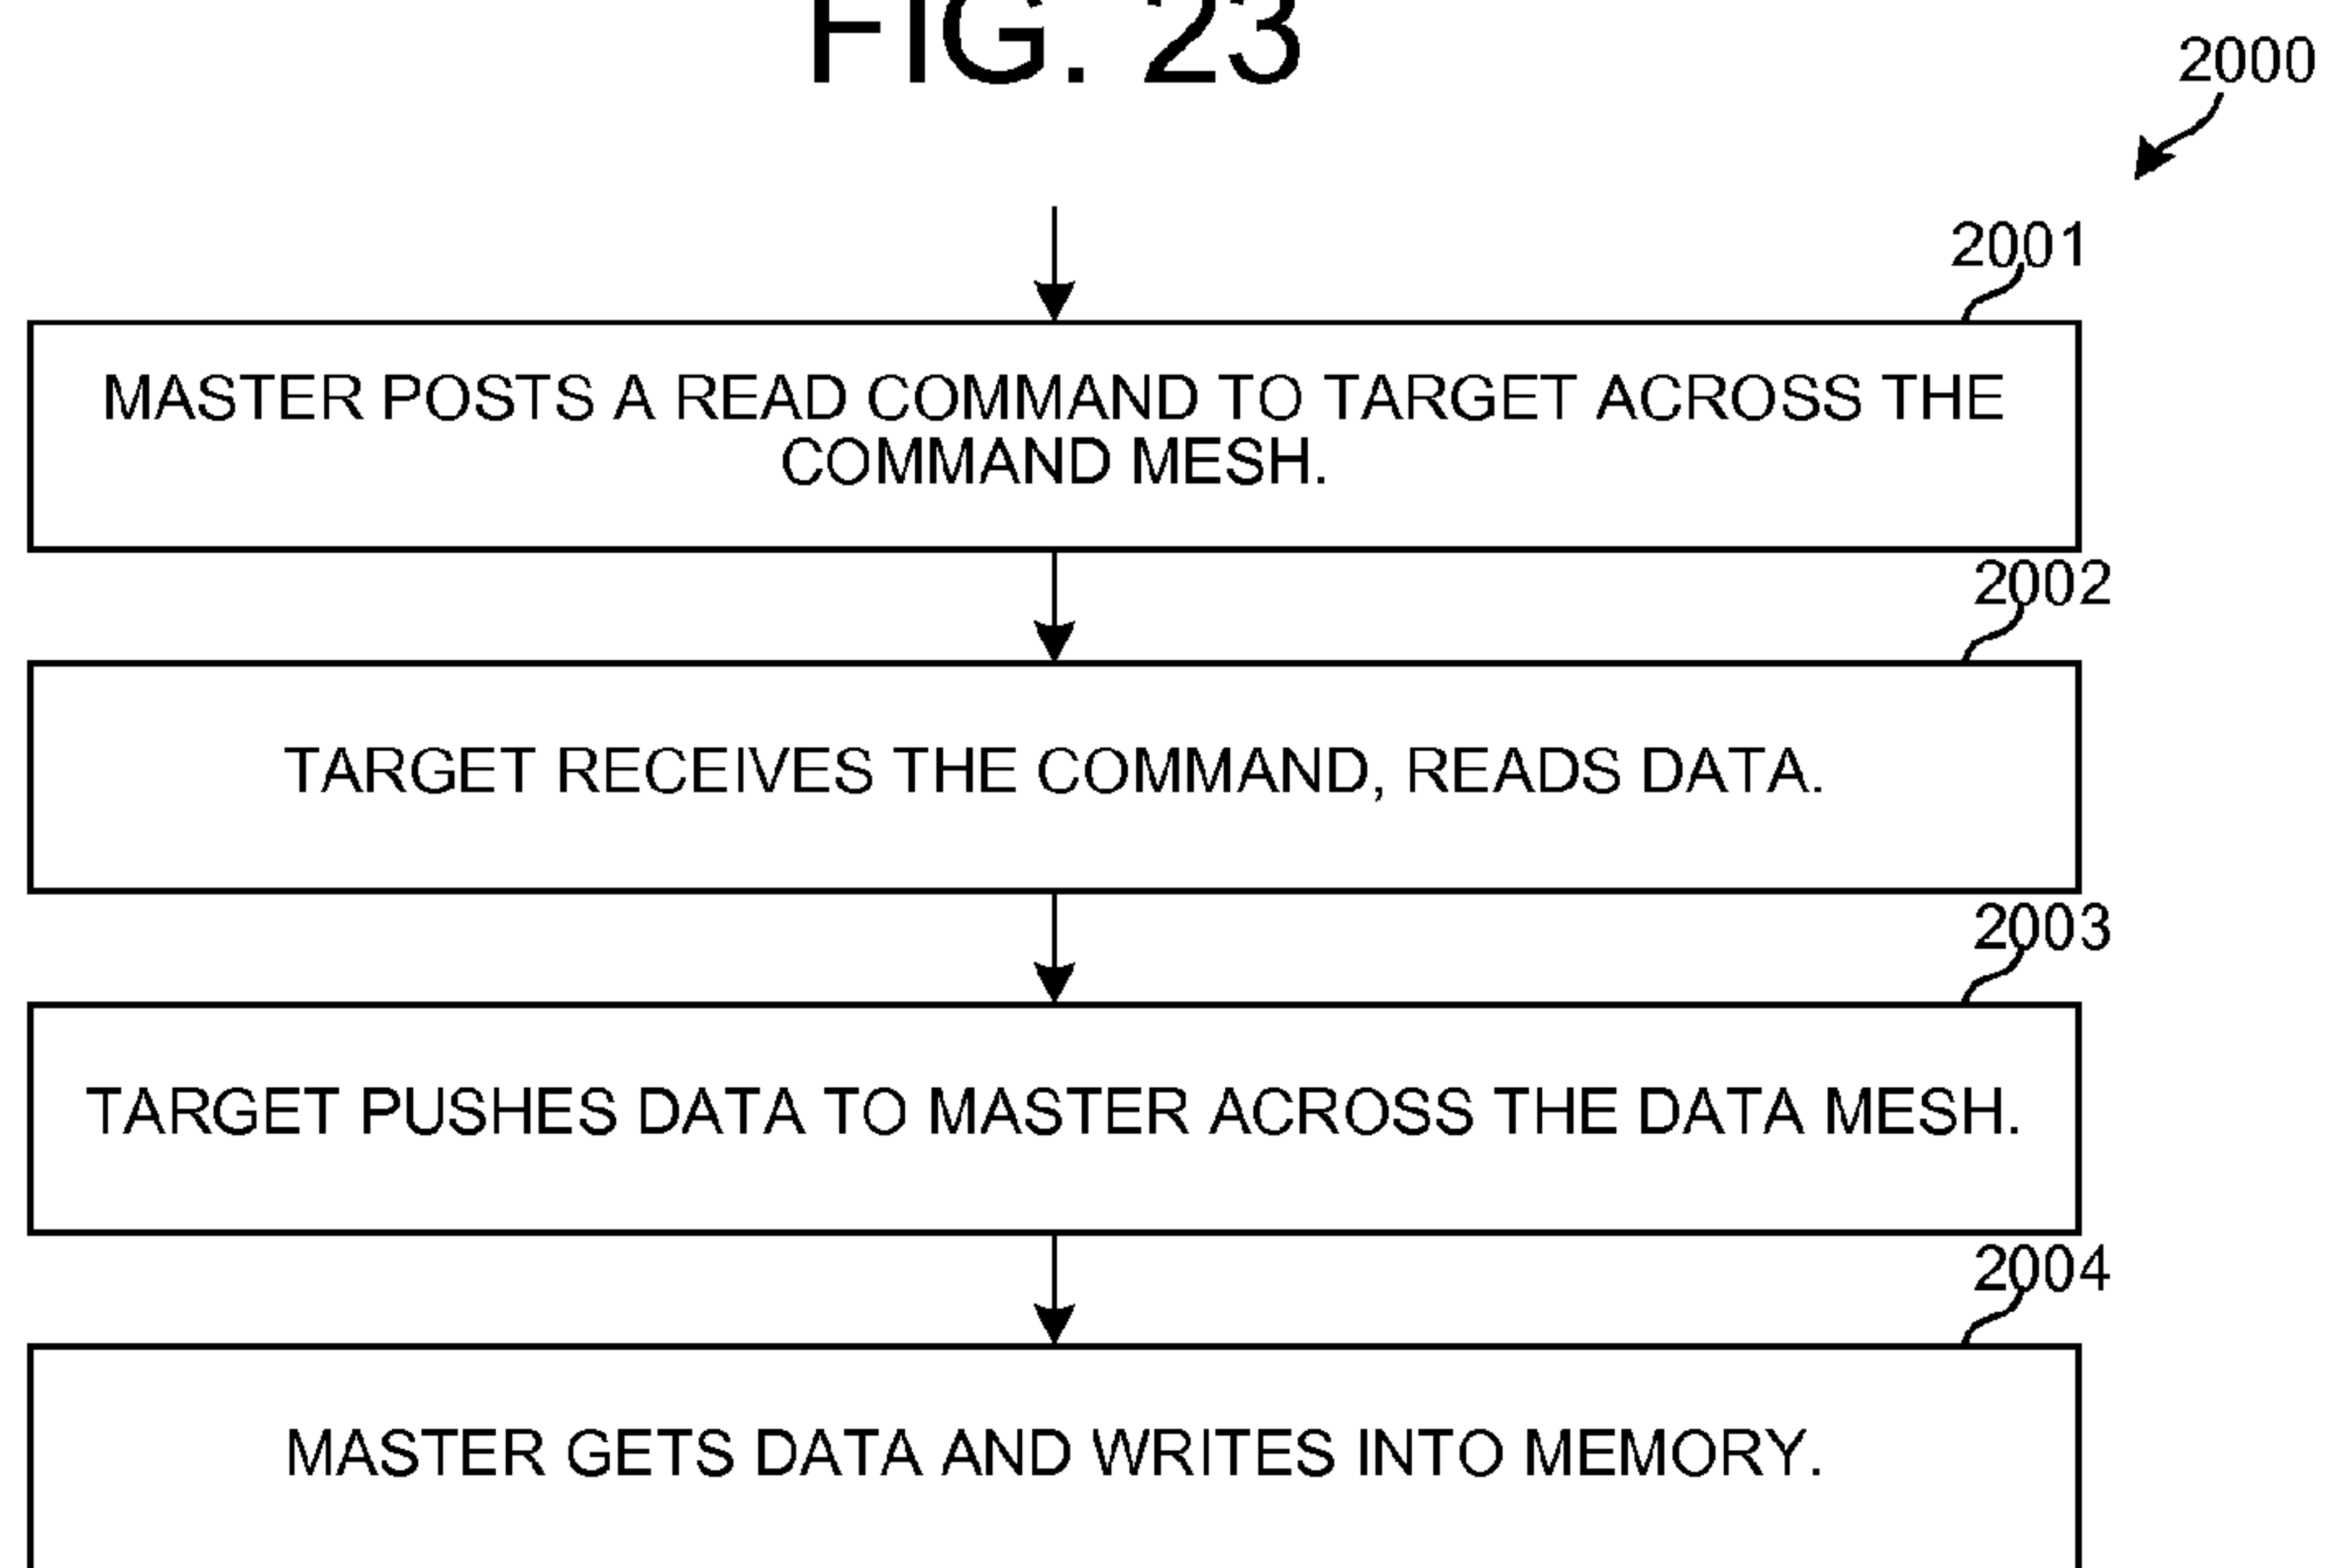 FIG. 23
2000
2001
MASTER POSTS A READ COMMAND TO TARGET ACROSS THE
COMMAND MESH.
2002
TARGET RECEIVES THE COMMAND, READS DATA.
2003
TARGET PUSHES DATA TO MASTER ACROSS THE DATA MESH.
2004
MASTER GETS DATA AND WRITES INTO MEMORY.